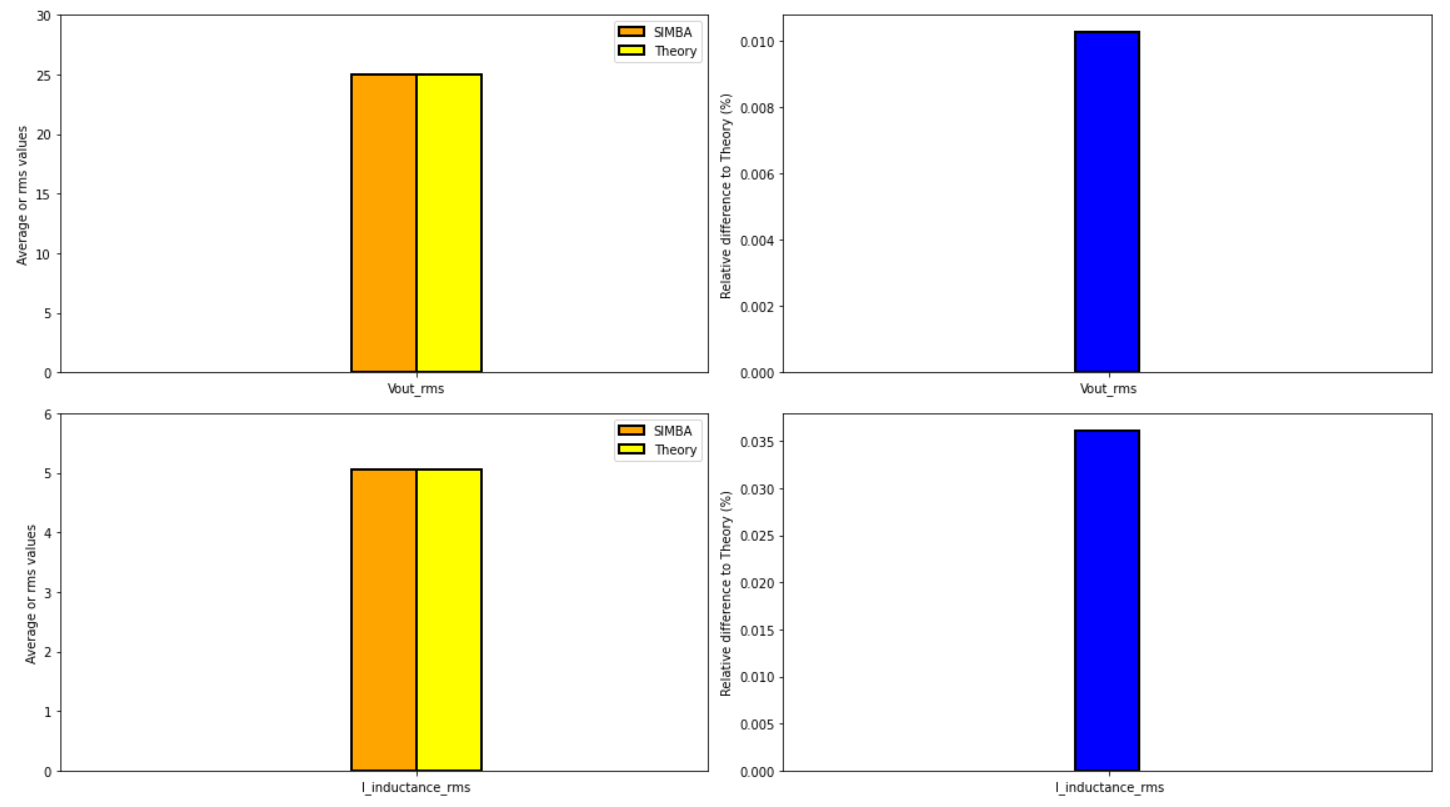 Average or rms values
30
25
20
15
10
5
0
SIMBA
Theory
Vout_rms
Relative difference to Theory (%)
0.010
0.008
0.006
0.004
0.002
0.000
Vout_rms
Average or rms values
6
5
4
3
2
1
0
SIMBA
Theory
I_inductance_rms
Relative difference to Theory (%)
0.035
0.030
0.025
0.020
0.015
0.010
0.005
0.000
I_inductance_rms